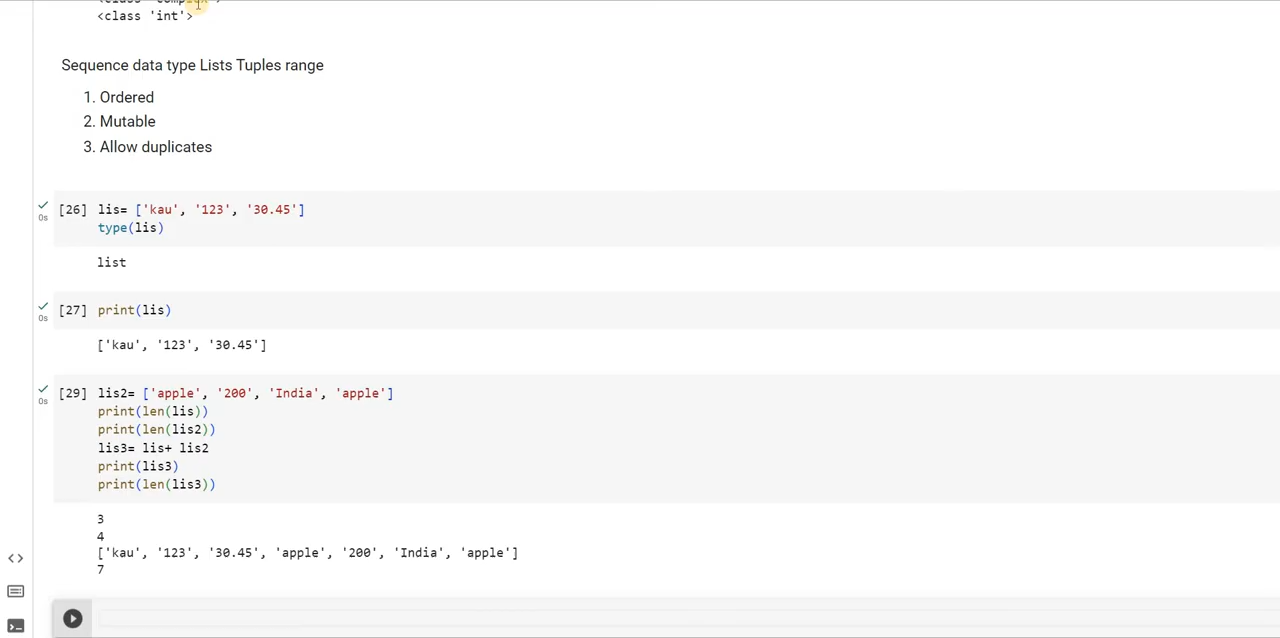 <class 'int'>
Sequence data type Lists Tuples range
1. Ordered
2. Mutable
3. Allow duplicates
[26] lis= ['kau', '123', '30.45']
0s
type(lis)
list
[27] print(lis)
0s
['kau', '123', '30.45']
[29] lis2= ['apple', '200', 'India', 'apple']
0s
print(len(lis))
print(len(lis2))
lis3= lis+ lis2
print(lis3)
print(len(lis3))
3
4
['kau', '123', '30.45', 'apple', '200', 'India', 'apple']
7